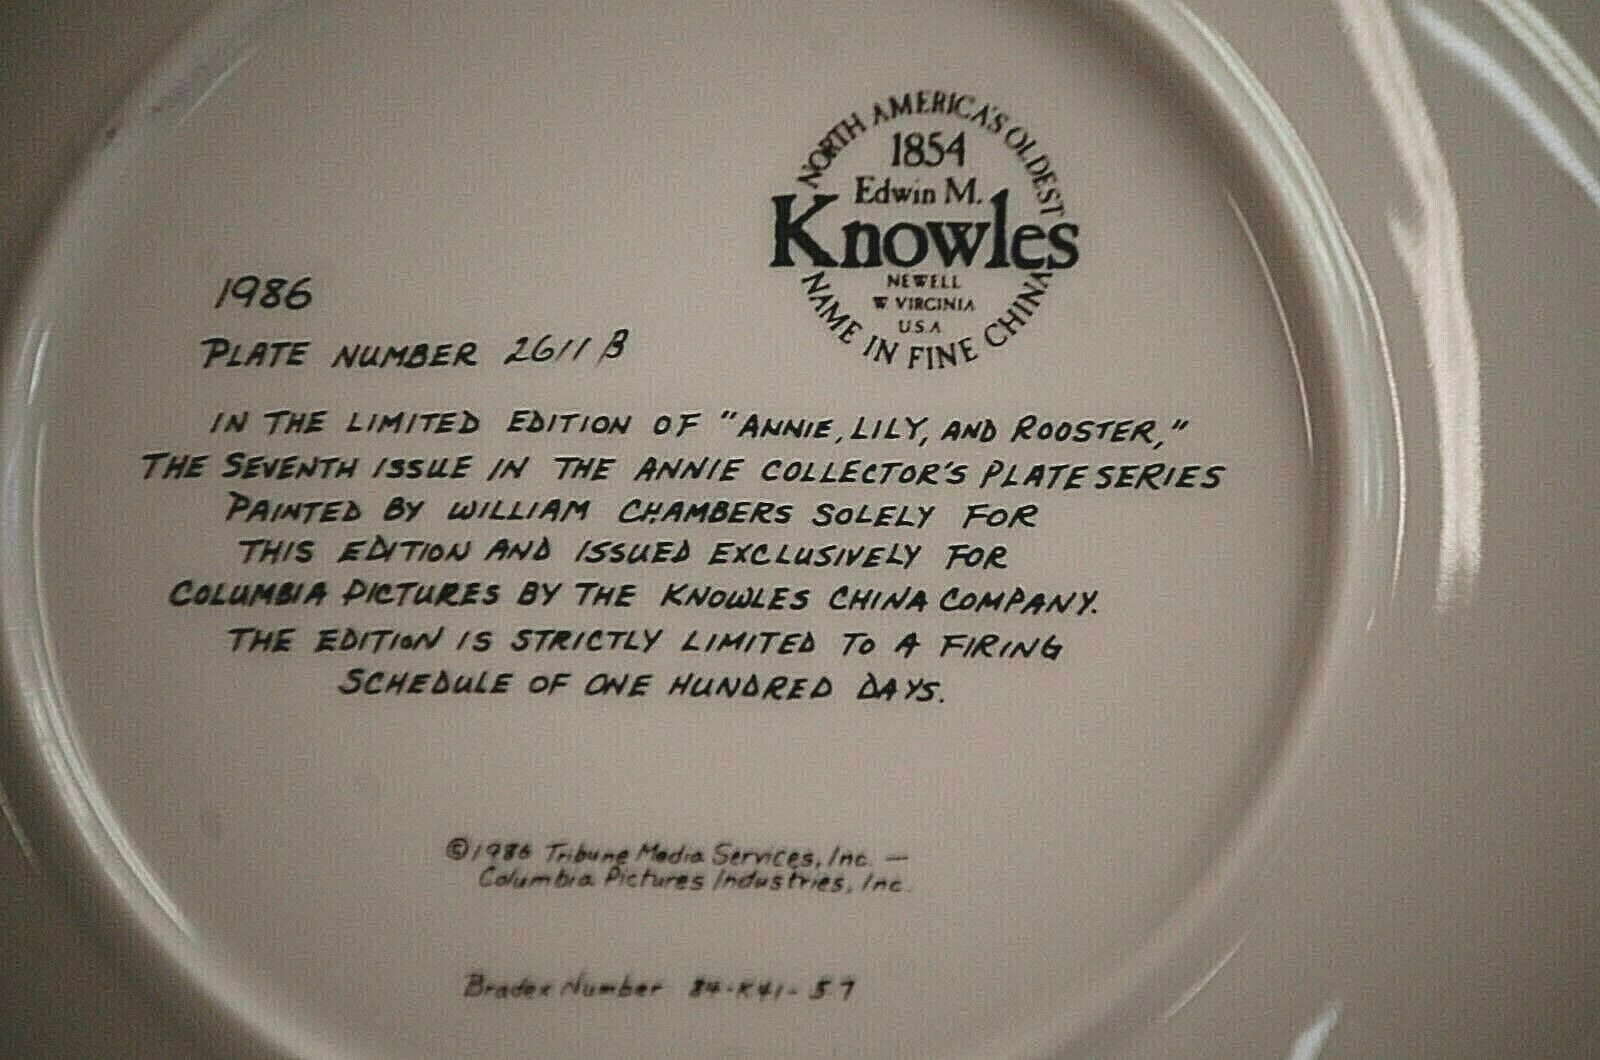 NORTH AMERICA'S OLDEST
1854
Edwin M.
Knowles
NEWELL
W VIRGINIA
U.S.A
NAME IN FINE CHINA
1986
PLATE NUMBER 2611 B
IN THE LIMITED EDITION OF "ANNIE, LILY, AND ROOSTER,"
THE SEVENTH ISSUE IN THE ANNIE COLLECTOR'S PLATE SERIES
PAINTED BY WILLIAM CHAMBERS SOLELY FOR
THIS EDITION AND ISSUED EXCLUSIVELY FOR
COLUMBIA PICTURES BY THE KNOWLES CHINA COMPANY.
THE EDITION IS STRICTLY LIMITED TO A FIRING
SCHEDULE OF ONE HUNDRED DAYS.
©1986 Tribune Media Services, Inc. —
Columbia Pictures Industries, Inc.
Bradex Number 84-K41-57